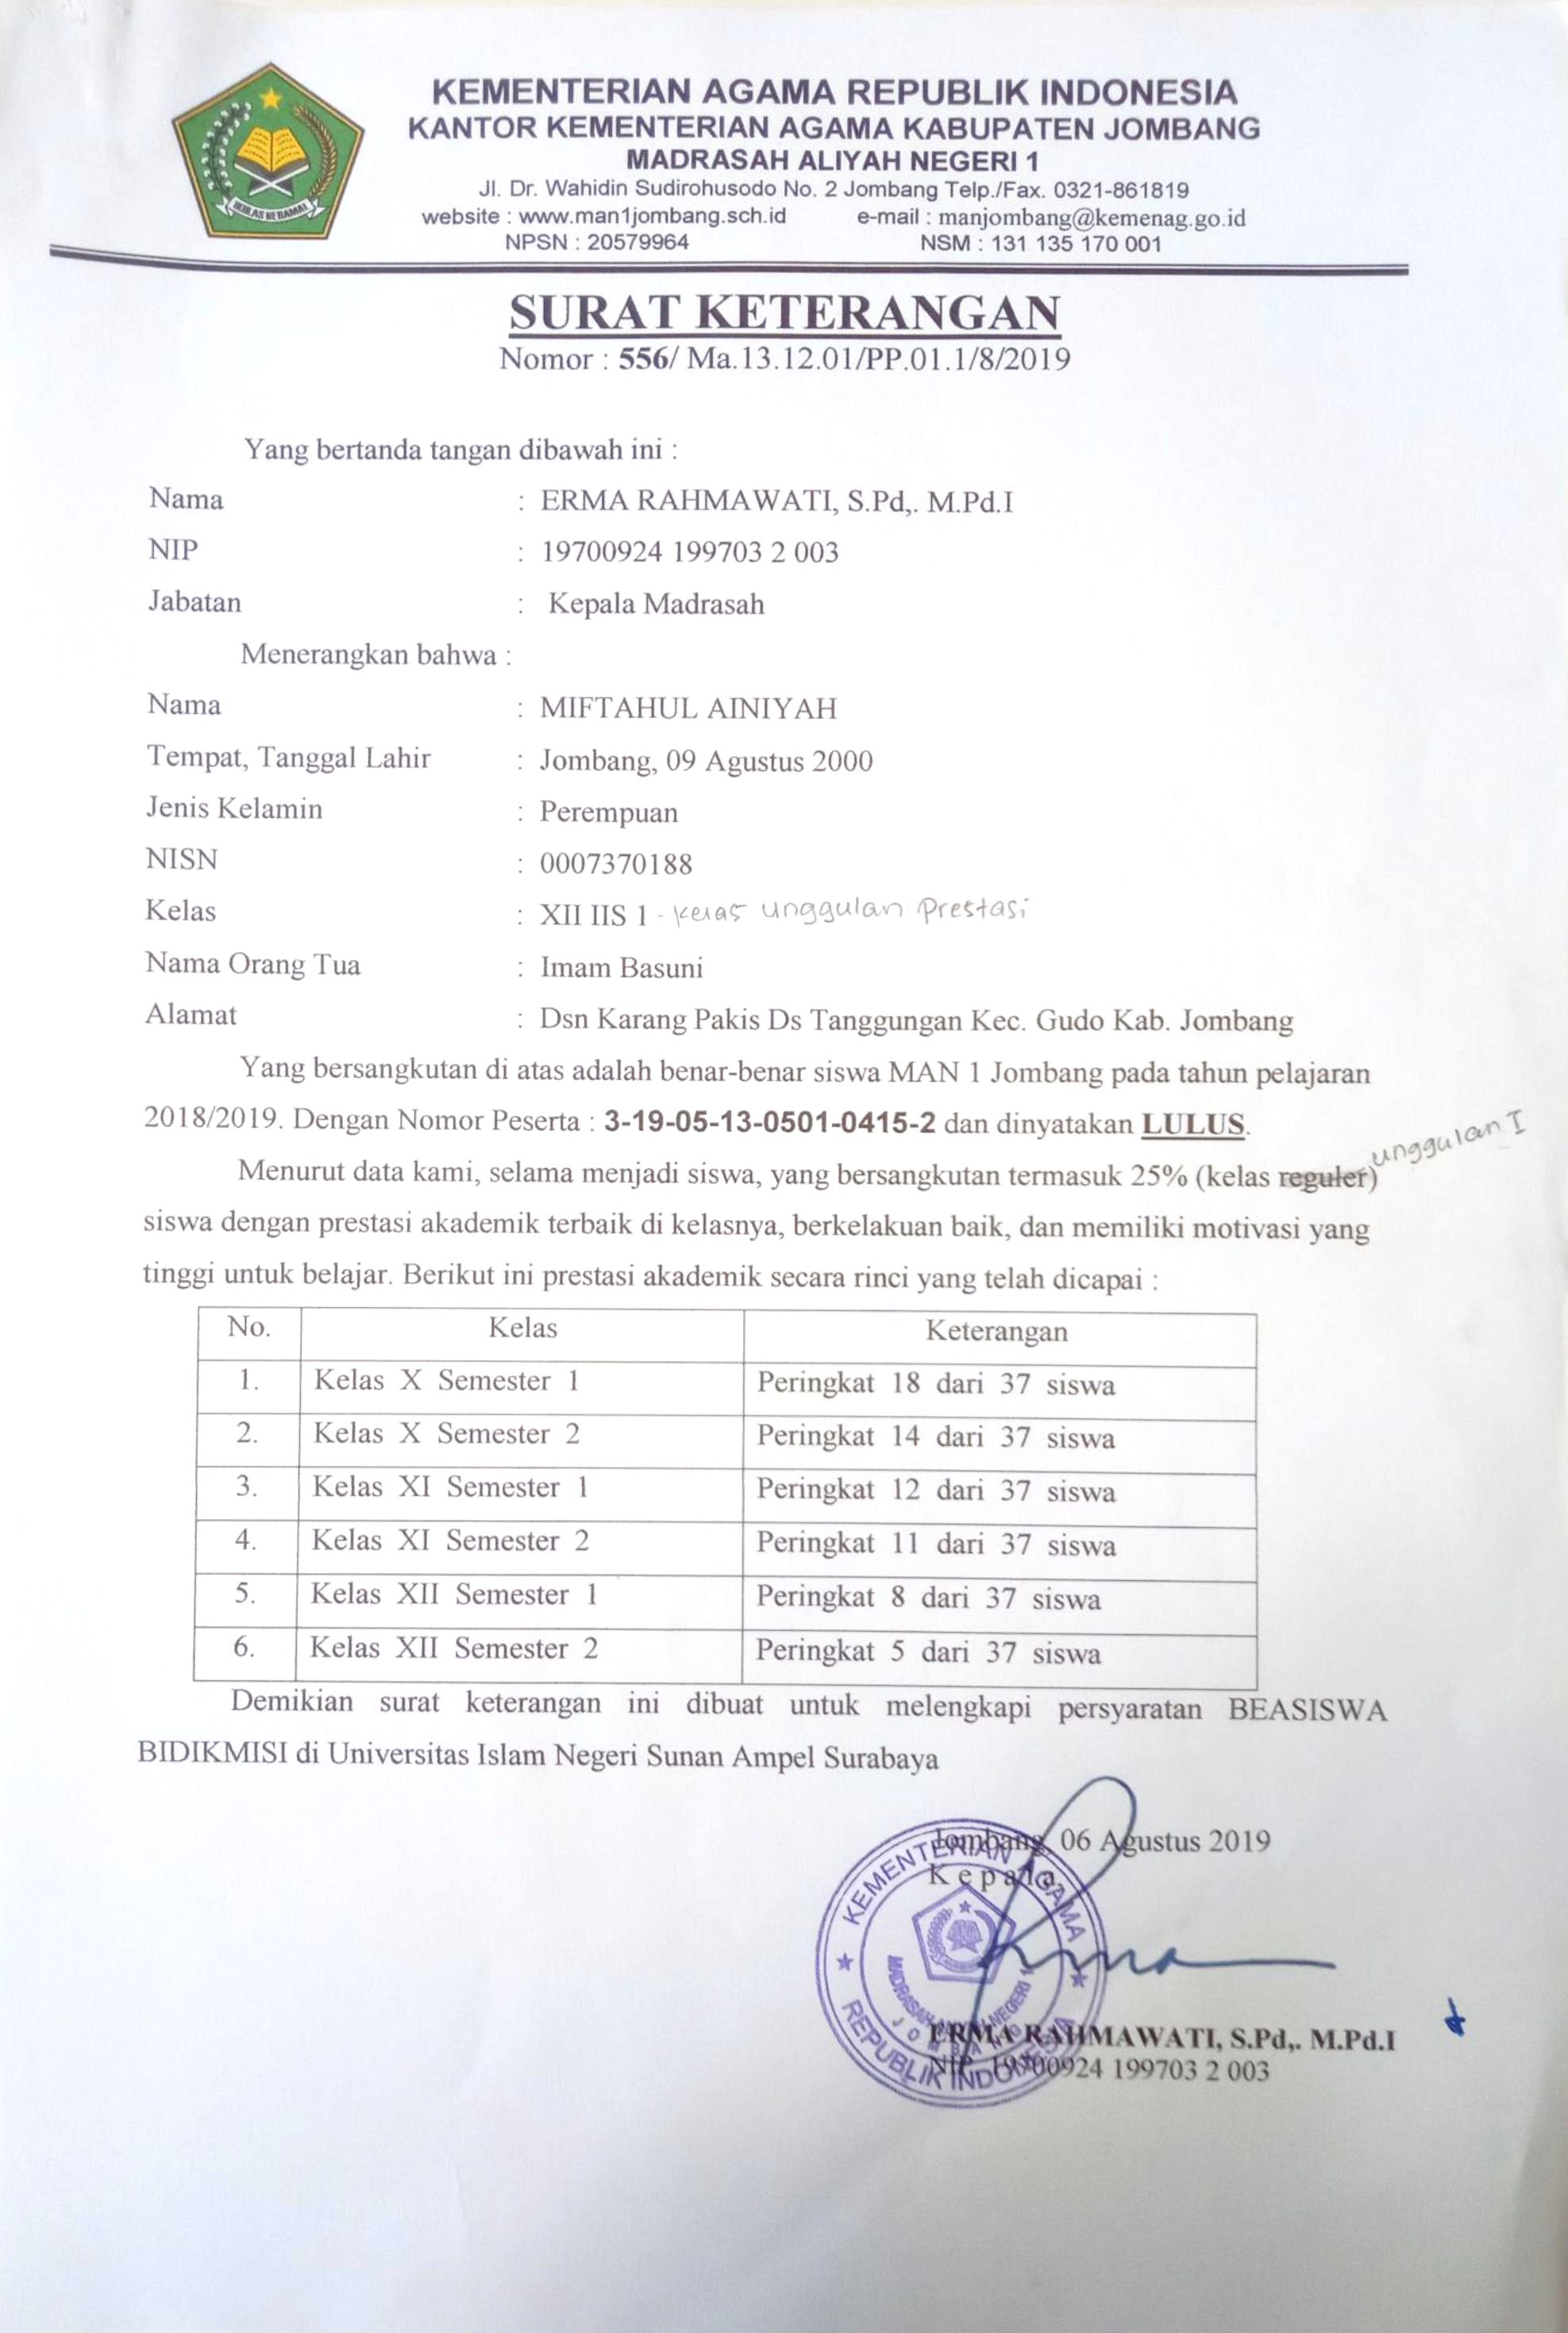 KEMENTERIAN AGAMA REPUBLIK INDONESIA
KANTOR KEMENTERIAN AGAMA KABUPATEN JOMBANG
MADRASAH ALIYAH NEGERI 1
Jl. Dr. Wahidin Sudirohusodo No. 2 Jombang Telp./Fax. 0321-861819
website : www.man1jombang.sch.id e-mail : manjombang@kemenag.go.id
NPSN : 20579964 NSM : 131 135 170 001
IKHLAS BERAMAL
SURAT KETERANGAN
Nomor : 556/ Ma.13.12.01/PP.01.1/8/2019
Yang bertanda tangan dibawah ini :
Nama : ERMA RAHMAWATI, S.Pd,. M.Pd.I
NIP : 19700924 199703 2 003
Jabatan : Kepala Madrasah
Menerangkan bahwa :
Nama : MIFTAHUL AINIYAH
Tempat, Tanggal Lahir : Jombang, 09 Agustus 2000
Jenis Kelamin : Perempuan
NISN : 0007370188
Kelas : XII IIS 1 - kelas unggulan Prestasi
Nama Orang Tua : Imam Basuni
Alamat : Dsn Karang Pakis Ds Tanggungan Kec. Gudo Kab. Jombang
Yang bersangkutan di atas adalah benar-benar siswa MAN 1 Jombang pada tahun pelajaran
2018/2019. Dengan Nomor Peserta : 3-19-05-13-0501-0415-2 dan dinyatakan LULUS.
Menurut data kami, selama menjadi siswa, yang bersangkutan termasuk 25% (kelas reguler) unggulan I
siswa dengan prestasi akademik terbaik di kelasnya, berkelakuan baik, dan memiliki motivasi yang
tinggi untuk belajar. Berikut ini prestasi akademik secara rinci yang telah dicapai :
No. Kelas Keterangan
1. Kelas X Semester 1 Peringkat 18 dari 37 siswa
2. Kelas X Semester 2 Peringkat 14 dari 37 siswa
3. Kelas XI Semester 1 Peringkat 12 dari 37 siswa
4. Kelas XI Semester 2 Peringkat 11 dari 37 siswa
5. Kelas XII Semester 1 Peringkat 8 dari 37 siswa
6. Kelas XII Semester 2 Peringkat 5 dari 37 siswa
Demikian surat keterangan ini dibuat untuk melengkapi persyaratan BEASISWA
BIDIKMISI di Universitas Islam Negeri Sunan Ampel Surabaya
Jombang, 06 Agustus 2019
Kepala,
KEMENTERIAN AGAMA
REPUBLIK INDONESIA
MADRASAH ALIYAH NEGERI 1
JOMBANG
ERMA RAHMAWATI, S.Pd,. M.Pd.I
NIP. 19700924 199703 2 003